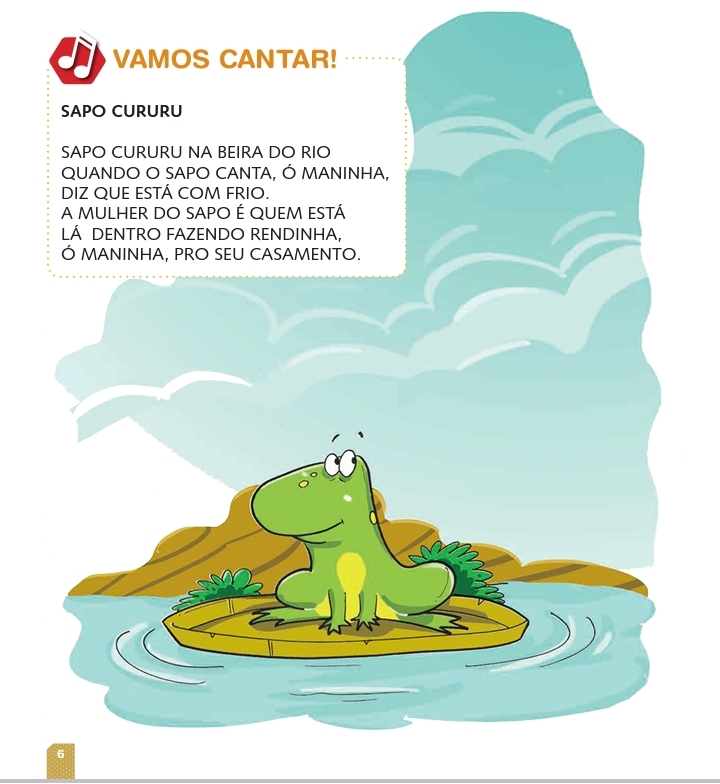 VAMOS CANTAR!
SAPO CURURU
SAPO CURURU NA BEIRA DO RIO
QUANDO O SAPO CANTA, Ó MANINHA,
DIZ QUE ESTÁ COM FRIO.
A MULHER DO SAPO É QUEM ESTÁ
LÁ DENTRO FAZENDO RENDINHA,
Ó MANINHA, PRO SEU CASAMENTO.
6